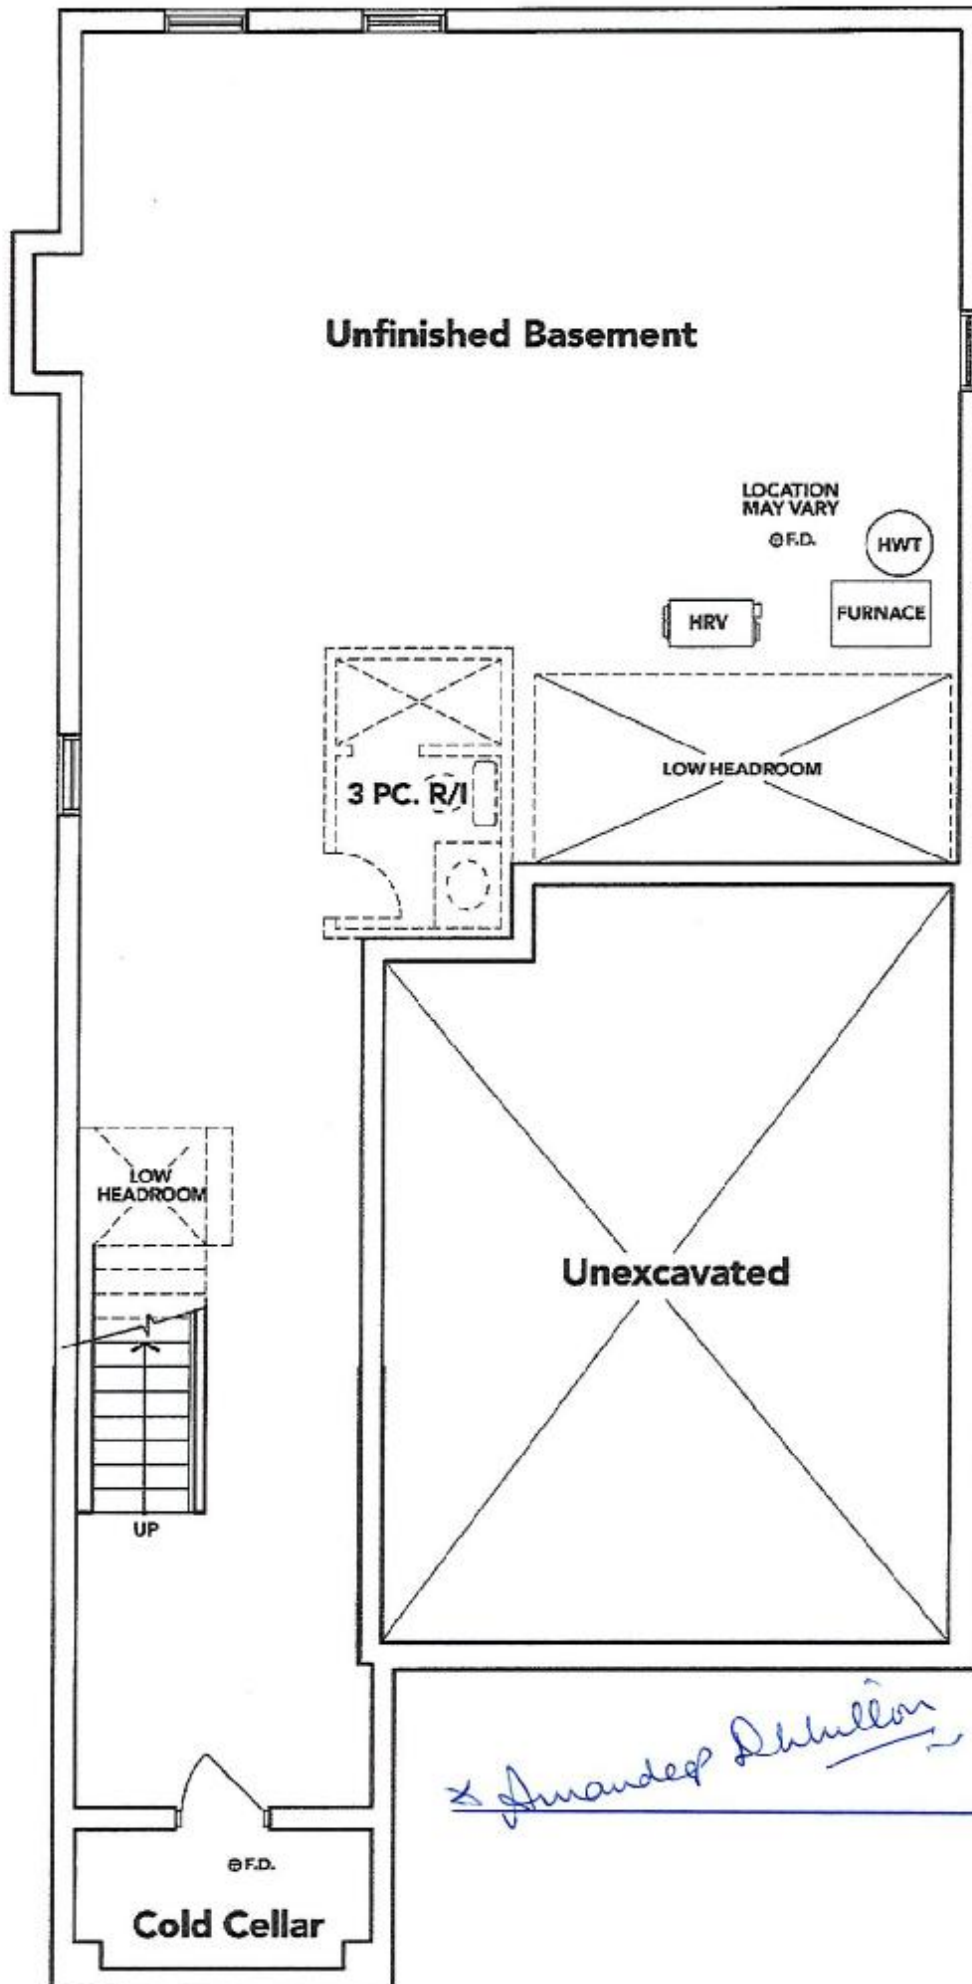 Unfinished Basement
LOCATION
MAY VARY
F.D.
HWT
HRV
FURNACE
LOW HEADROOM
3 PC. R/I
LOW
HEADROOM
Unexcavated
UP
x Amandeep Dhillon
F.D.
Cold Cellar